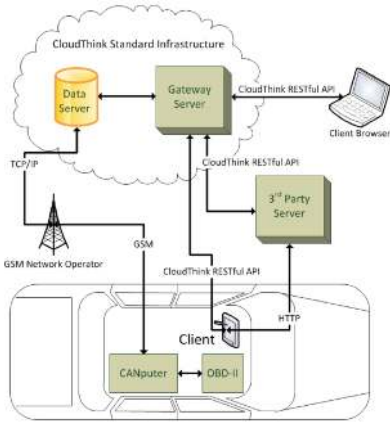 CloudThink Standard Infrastructure
Data
Server
Gateway
Server
CloudThink RESTful API
Client Browser
TCP/IP
CloudThink RESTful API
3rd Party
Server
GSM Network Operator
GSM
CloudThink RESTful API
HTTP
Client
CANputer
OBD-II